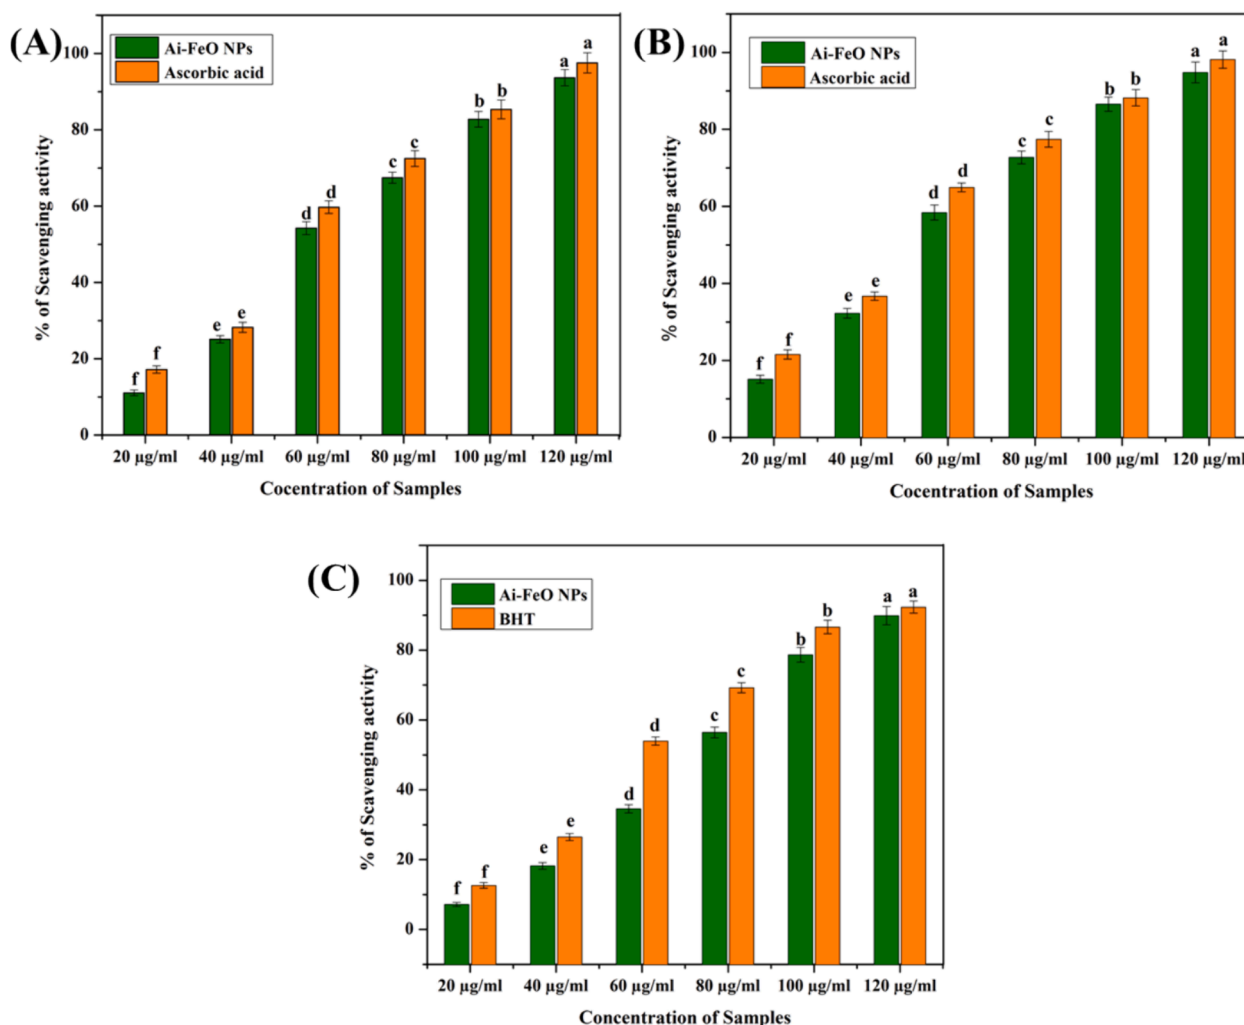 (A)
Ai-FeO NPs
Ascorbic acid
% of Scavenging activity
100
80
60
40
20
0
f f e e d d c c b b a a
20 µg/ml 40 µg/ml 60 µg/ml 80 µg/ml 100 µg/ml 120 µg/ml
Cocentration of Samples
(B)
Ai-FeO NPs
Ascorbic acid
% of Scavenging activity
100
80
60
40
20
0
f f e e d d c c b b a a
20 µg/ml 40 µg/ml 60 µg/ml 80 µg/ml 100 µg/ml 120 µg/ml
Cocentration of Samples
(C)
Ai-FeO NPs
BHT
% of Scavenging activity
100
80
60
40
20
0
f f e e d d c c b b a a
20 µg/ml 40 µg/ml 60 µg/ml 80 µg/ml 100 µg/ml 120 µg/ml
Concentration of Samples